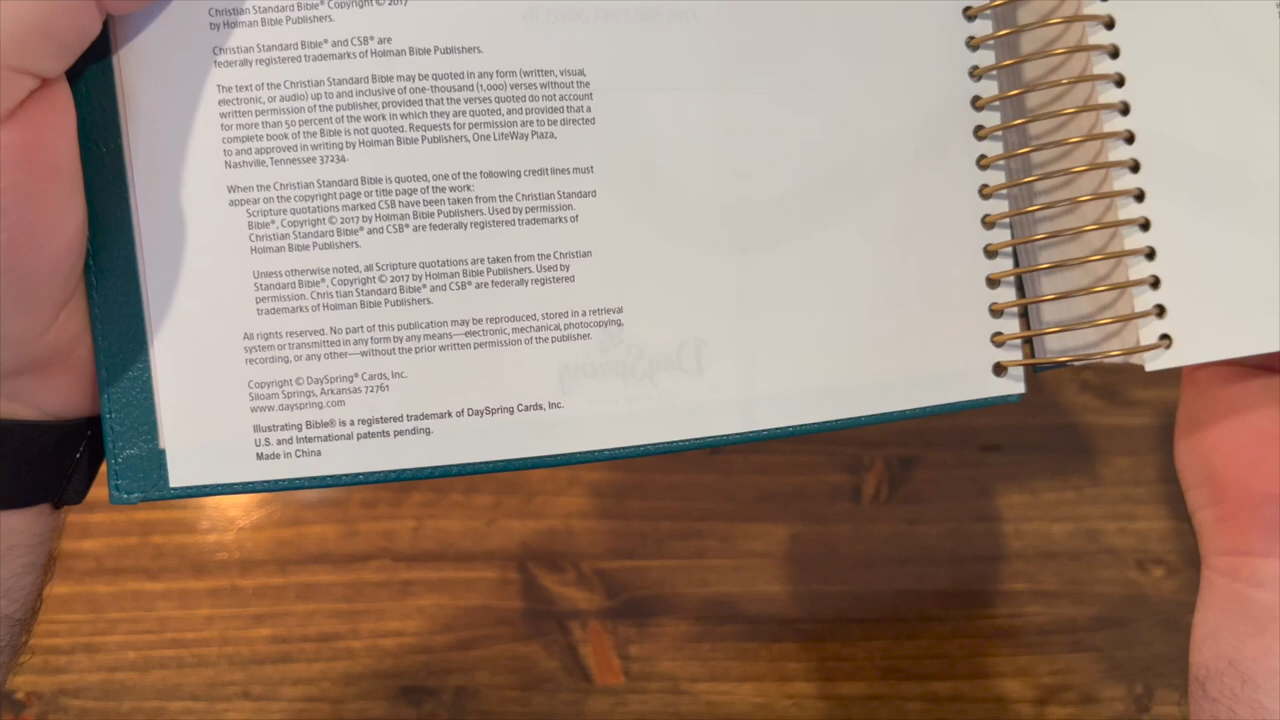 Christian Standard Bible® Copyright © 2017
by Holman Bible Publishers.
Christian Standard Bible® and CSB® are
federally registered trademarks of Holman Bible Publishers.
The text of the Christian Standard Bible may be quoted in any form (written, visual,
electronic, or audio) up to and inclusive of one-thousand (1,000) verses without the
written permission of the publisher, provided that the verses quoted do not account
for more than 50 percent of the work in which they are quoted, and provided that a
complete book of the Bible is not quoted. Requests for permission are to be directed
to and approved in writing by Holman Bible Publishers, One LifeWay Plaza,
Nashville, Tennessee 37234.
When the Christian Standard Bible is quoted, one of the following credit lines must
appear on the copyright page or title page of the work:
Scripture quotations marked CSB have been taken from the Christian Standard
Bible®, Copyright © 2017 by Holman Bible Publishers. Used by permission.
Christian Standard Bible® and CSB® are federally registered trademarks of
Holman Bible Publishers.
Unless otherwise noted, all Scripture quotations are taken from the Christian
Standard Bible®, Copyright © 2017 by Holman Bible Publishers. Used by
permission. Chris tian Standard Bible® and CSB® are federally registered
trademarks of Holman Bible Publishers.
All rights reserved. No part of this publication may be reproduced, stored in a retrieval
system or transmitted in any form by any means—electronic, mechanical, photocopying,
recording, or any other—without the prior written permission of the publisher.
Copyright © DaySpring® Cards, Inc.
Siloam Springs, Arkansas 72761
www.dayspring.com
Illustrating Bible® is a registered trademark of DaySpring Cards, Inc.
U.S. and International patents pending.
Made in China
DaySpring